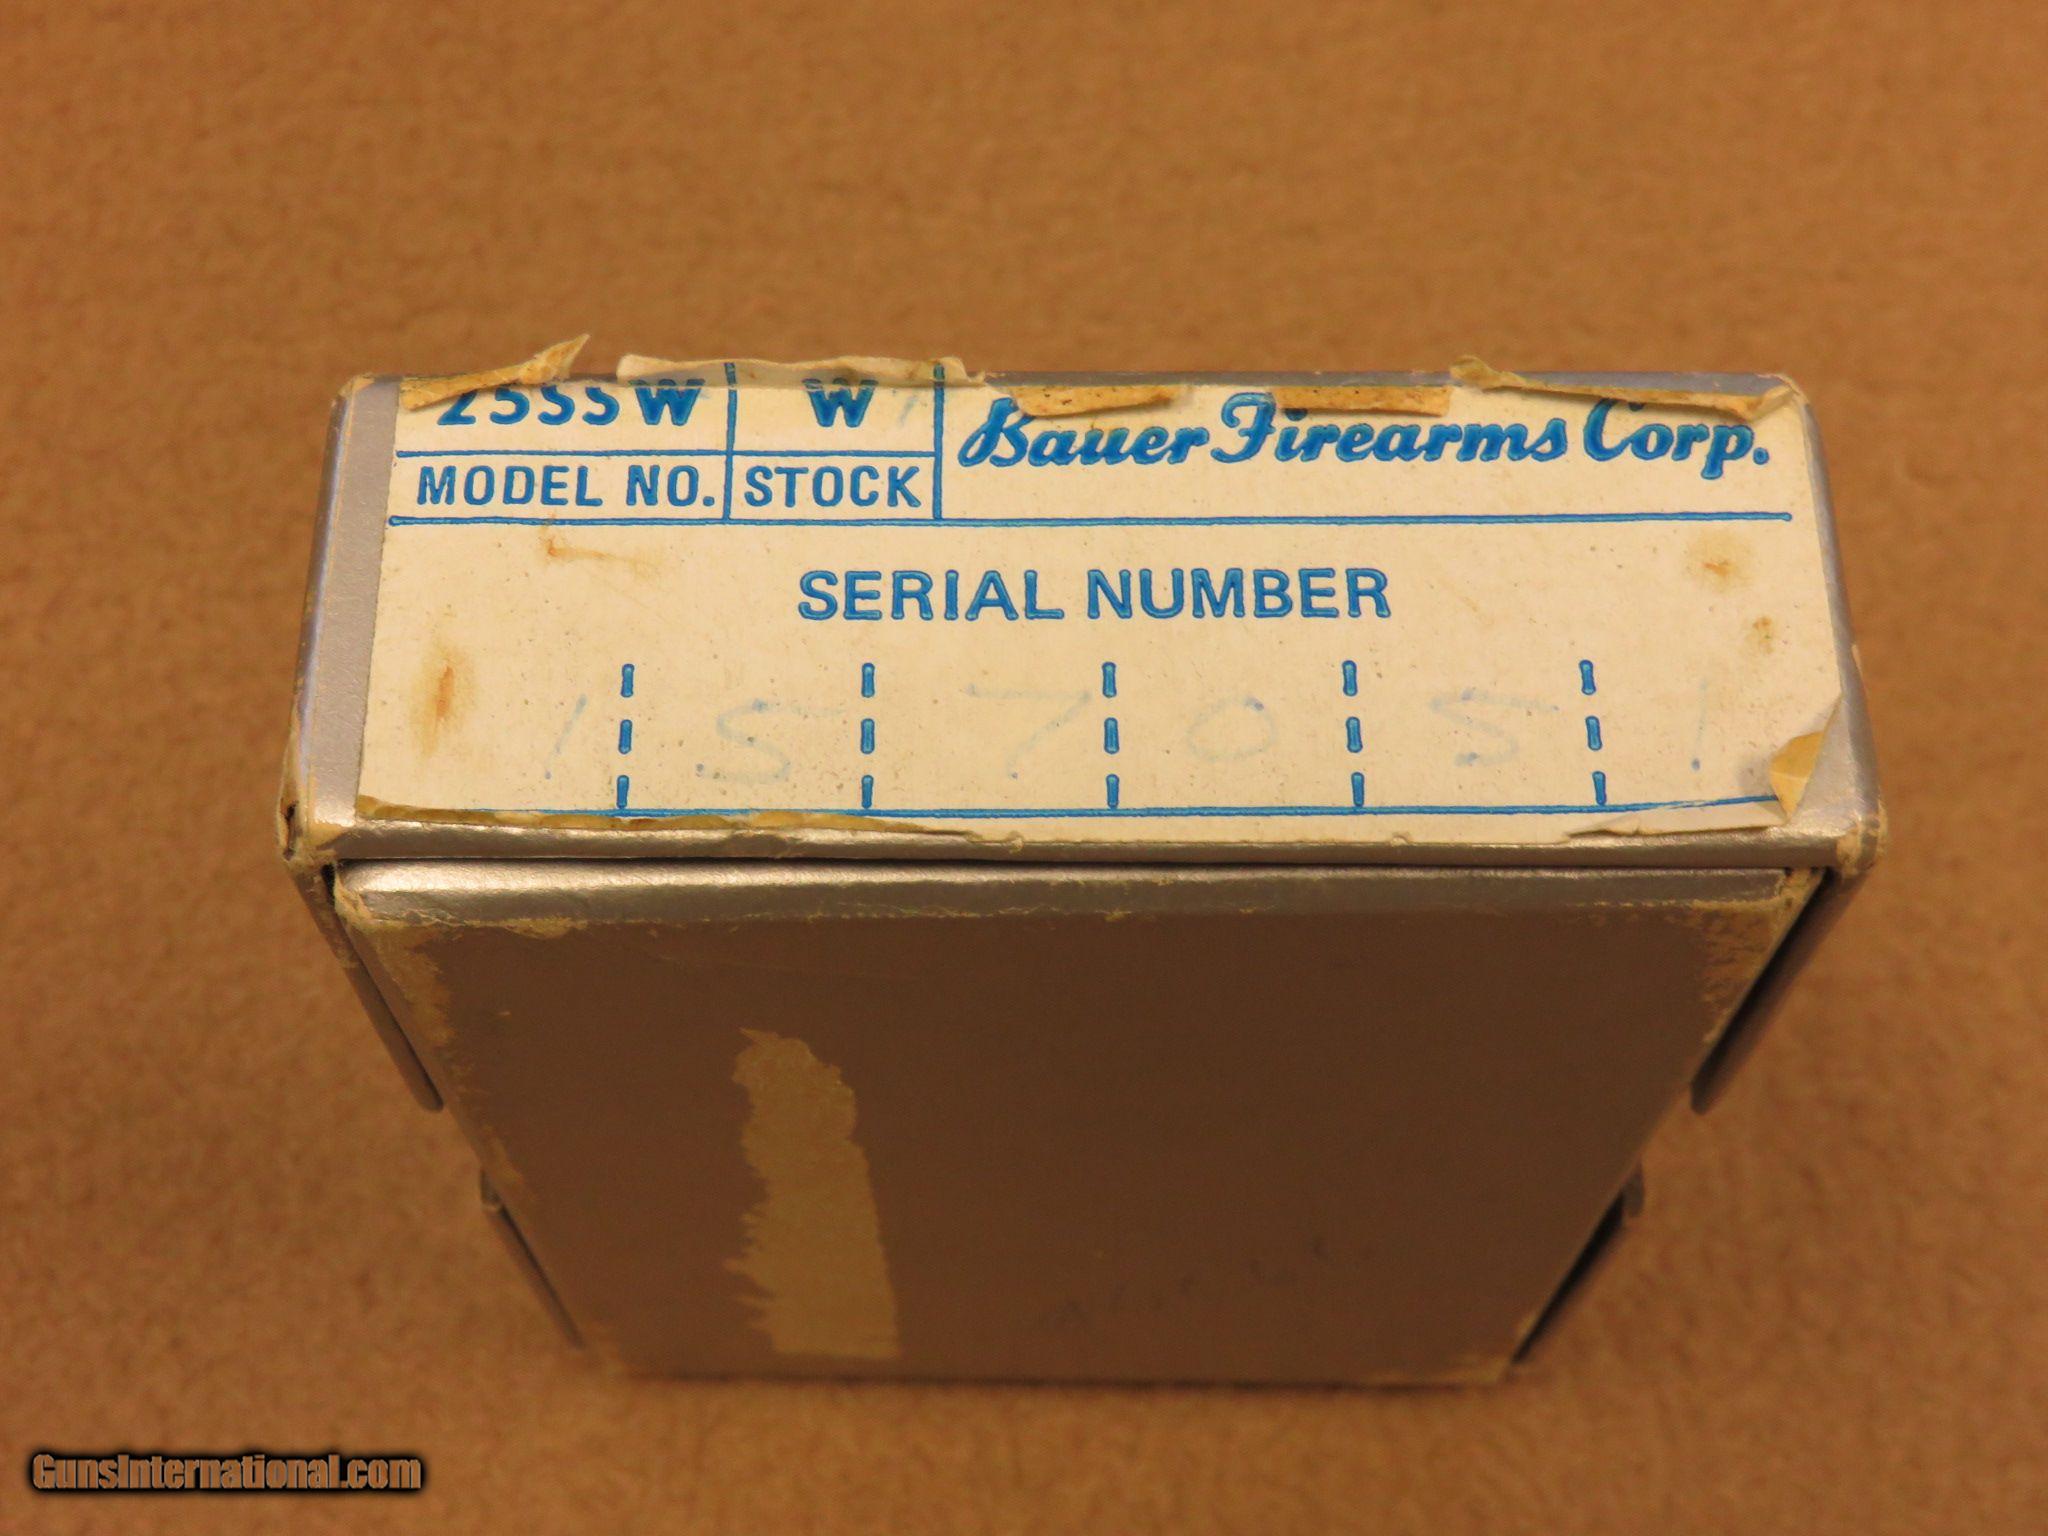 25SSW W Bauer Firearms Corp.
MODEL NO. STOCK
SERIAL NUMBER
1 5 7 0 5 1
GunsInternational.com